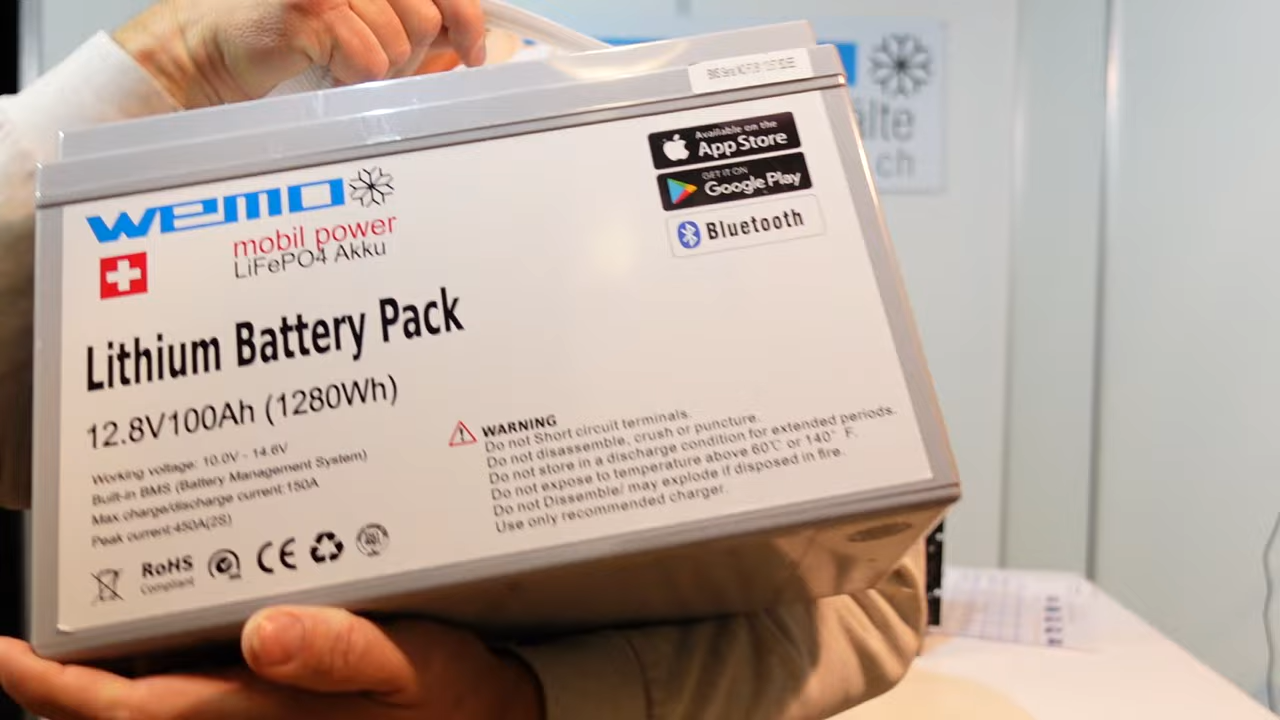 wemo
mobil power
LiFePO4 Akku
Available on the
App Store
GET IT ON
Google Play
Bluetooth
Lithium Battery Pack
12.8V100Ah (1280Wh)
Working voltage: 10.0V - 14.6V
Built-in BMS (Battery Management System)
Max charge/discharge current:150A
Peak current:450A(2S)
RoHS
Compliant
CE
WARNING
Do not Short circuit terminals.
Do not disassemble, crush or puncture.
Do not store in a discharge condition for extended periods.
Do not expose to temperature above 60℃ or 140° F.
Do not Dissemble/ may explode if disposed in fire.
Use only recommended charger.
älte
ch